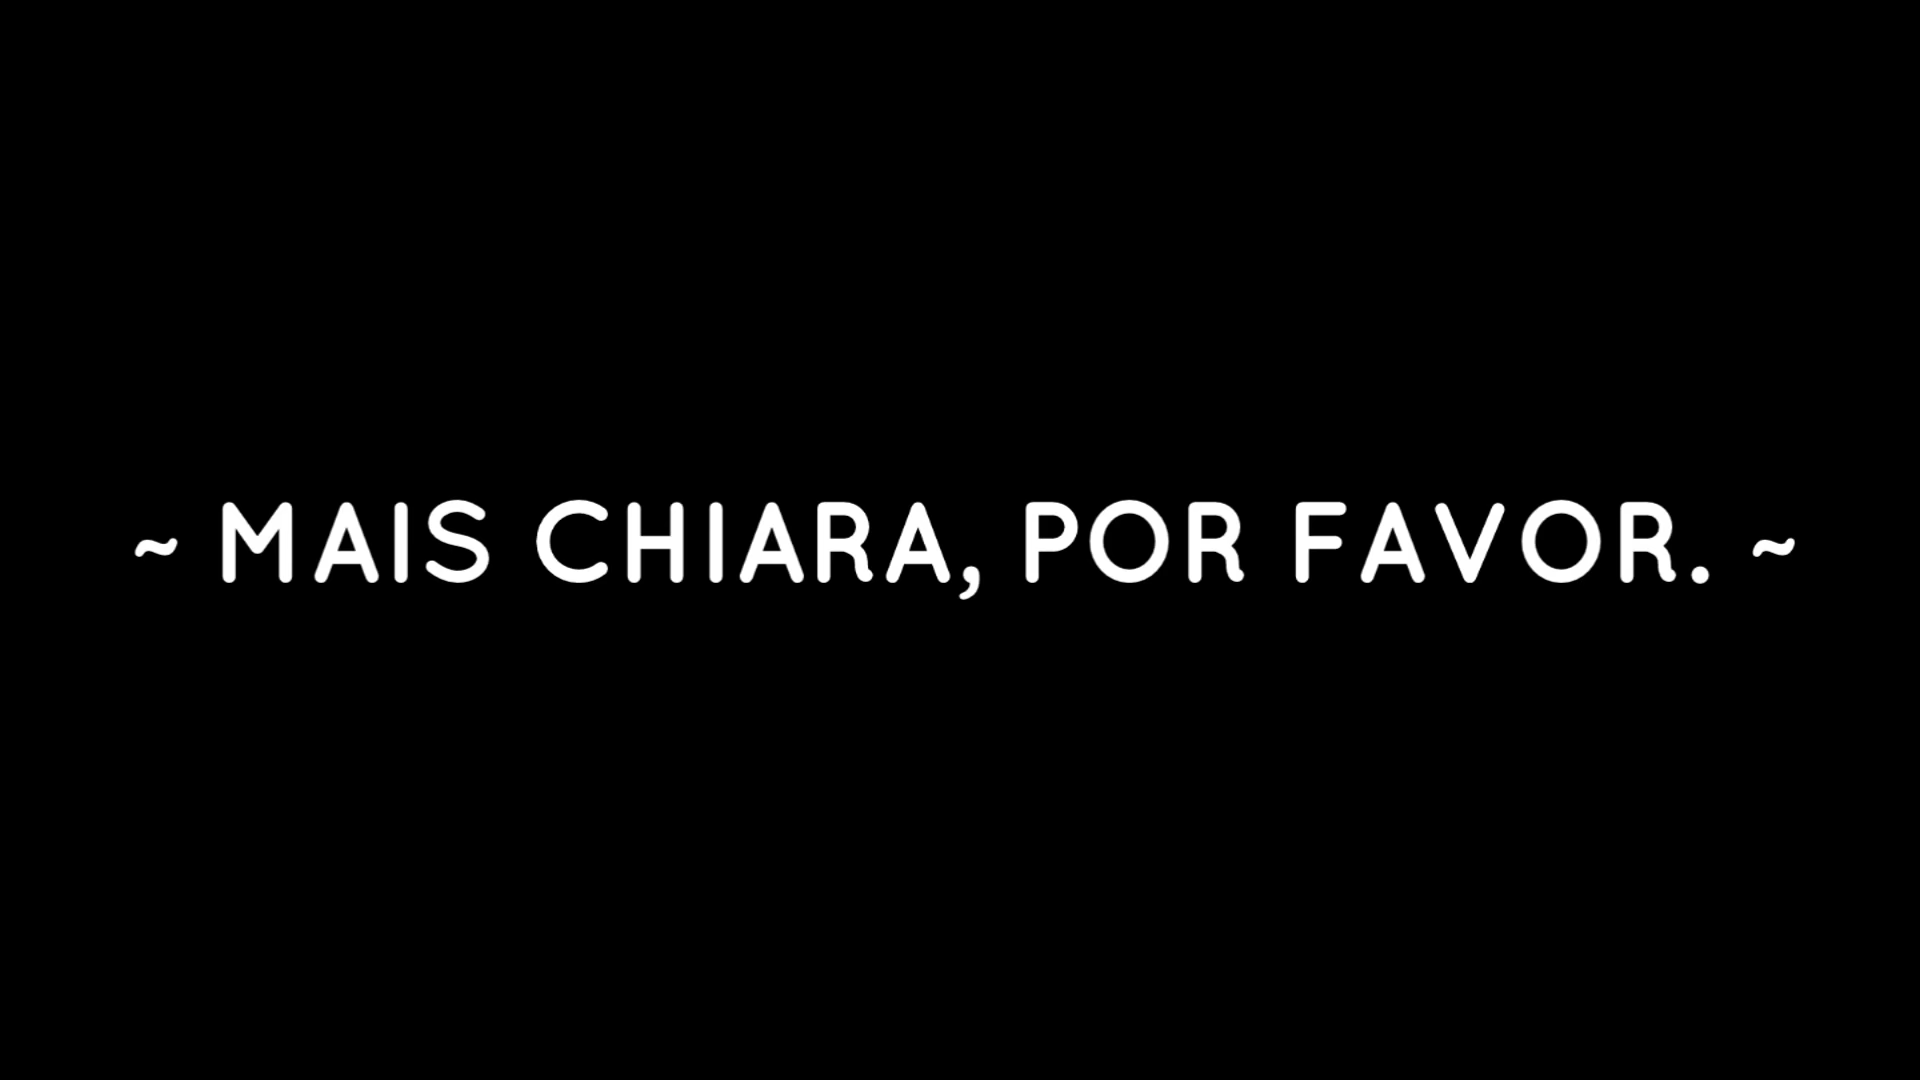 ~ MAIS CHIARA, POR FAVOR. ~